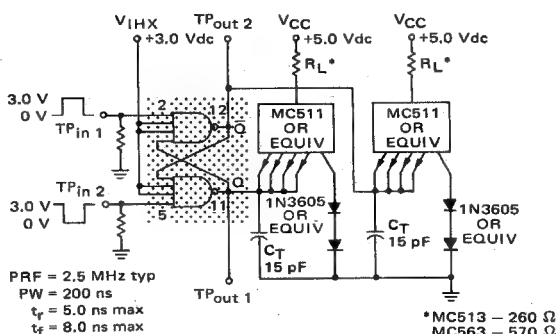 VIHX
+3.0 Vdc
TPout 2
VCC
+5.0 Vdc
RL*
VCC
+5.0 Vdc
RL*
3.0 V
0 V
TPin 1
2
12
Q̅
MC511
OR
EQUIV
MC511
OR
EQUIV
TPin 2
3.0 V
0 V
5
Q
11
1N3605
OR
EQUIV
CT
15 pF
CT
15 pF
1N3605
OR
EQUIV
TPout 1
PRF = 2.5 MHz typ
PW = 200 ns
tr = 5.0 ns max
tf = 8.0 ns max
*MC513 – 260 Ω
MC563 – 570 Ω